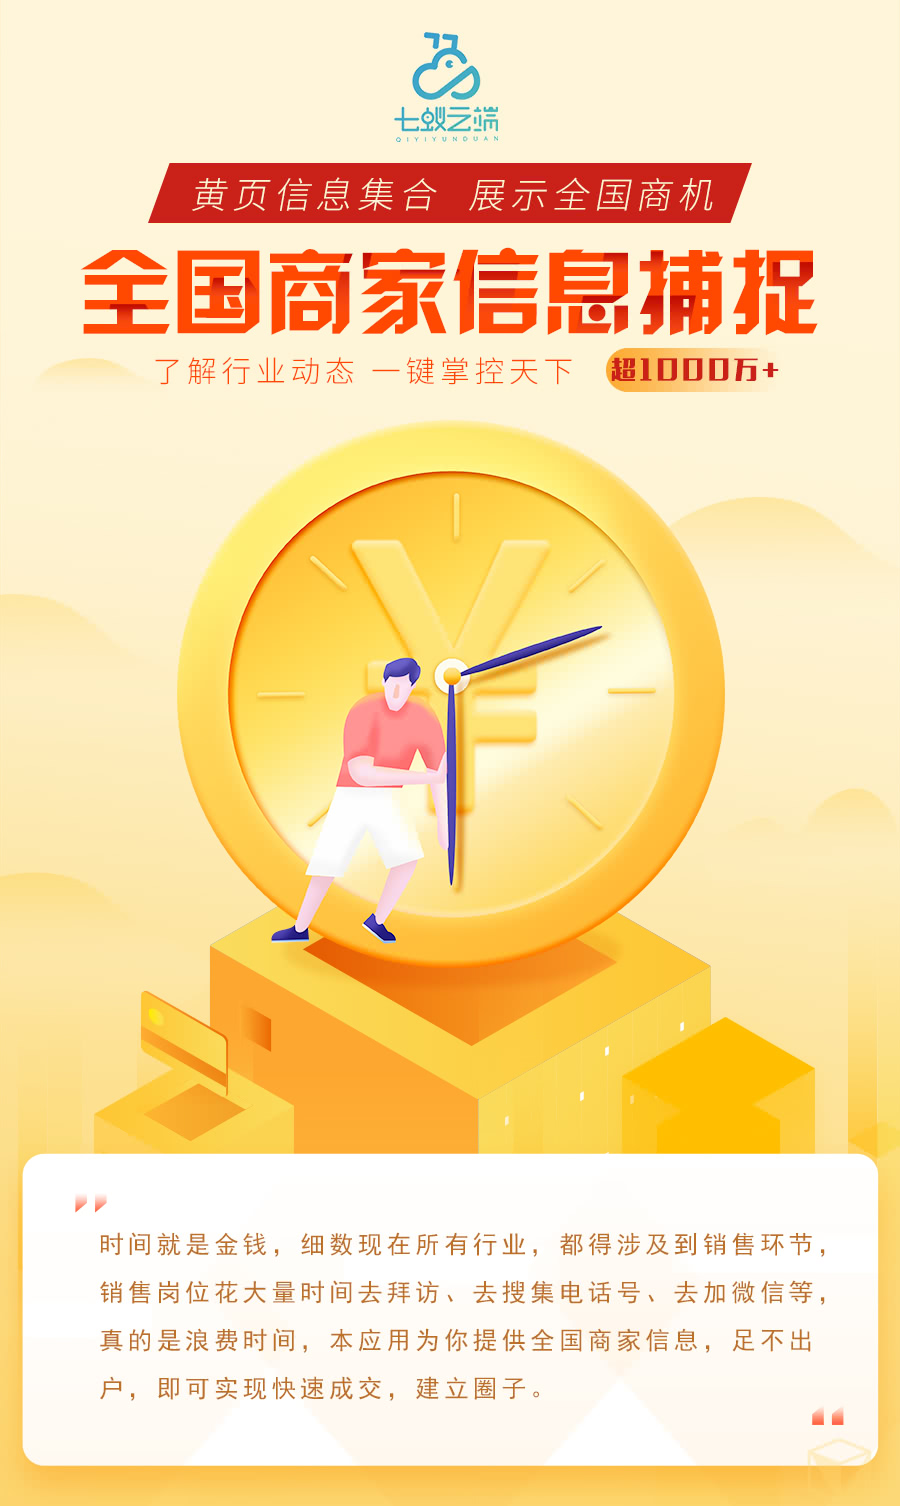 七蚁云端
QIYIYUNDUAN
黄页信息集合 展示全国商机
全国商家信息捕捉
了解行业动态 一键掌控天下 超1000万+
时间就是金钱，细数现在所有行业，都得涉及到销售环节，
销售岗位花大量时间去拜访、去搜集电话号、去加微信等，
真的是浪费时间，本应用为你提供全国商家信息，足不出
户，即可实现快速成交，建立圈子。